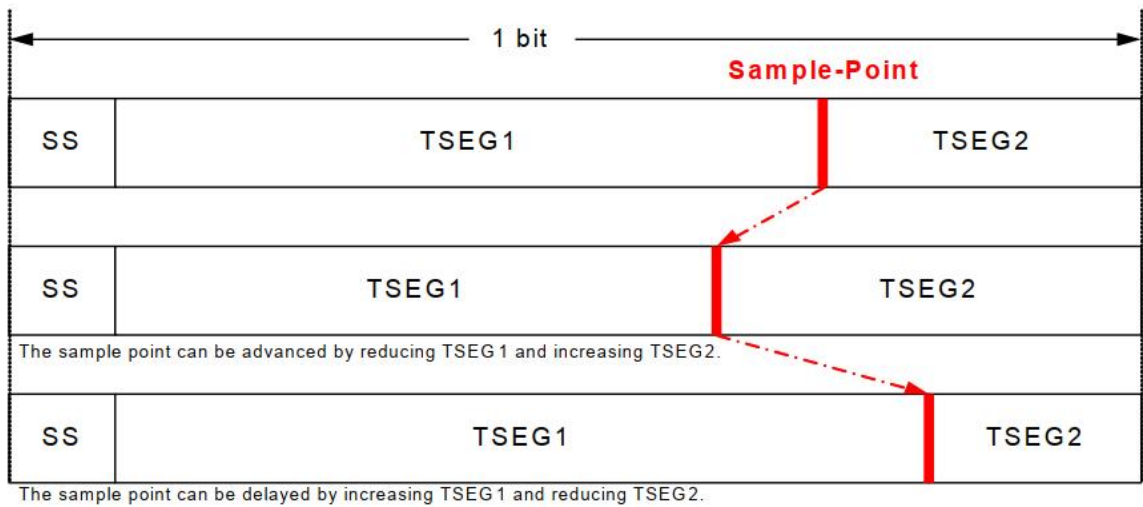 1 bit
Sample-Point
SS TSEG1 TSEG2
SS TSEG1 TSEG2
The sample point can be advanced by reducing TSEG1 and increasing TSEG2.
SS TSEG1 TSEG2
The sample point can be delayed by increasing TSEG1 and reducing TSEG2.